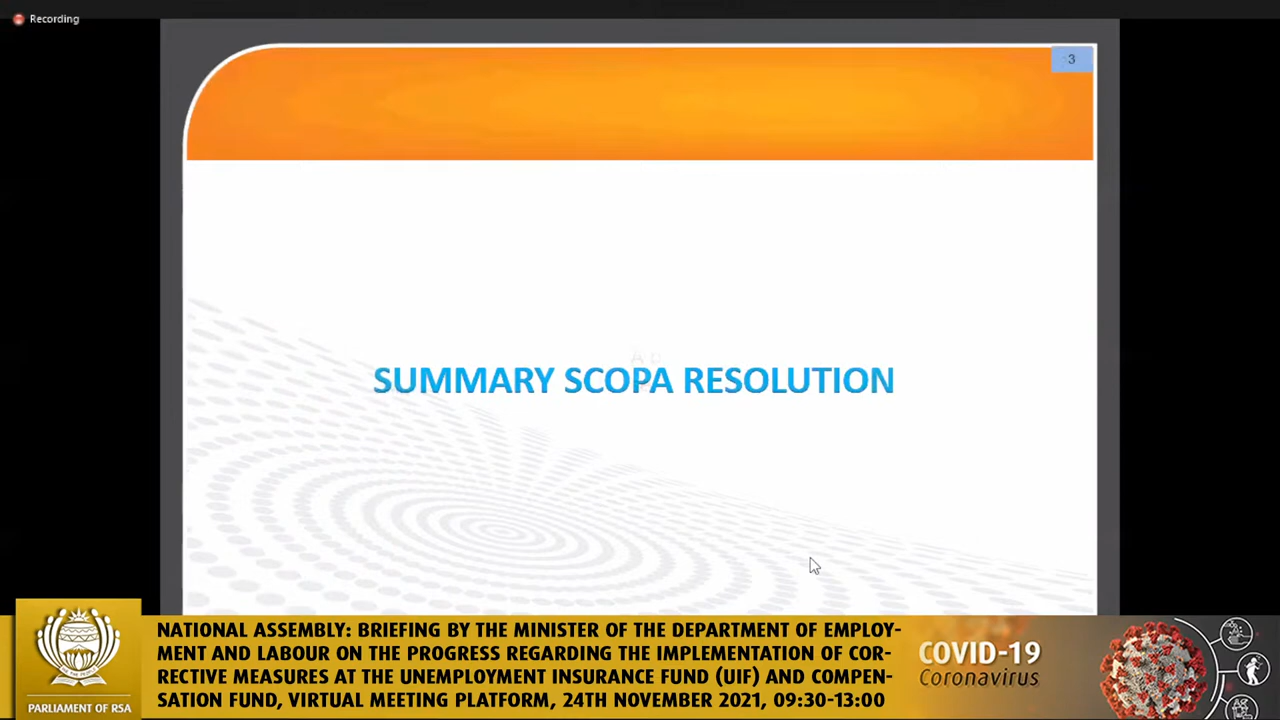 Recording
3
SUMMARY SCOPA RESOLUTION
NATIONAL ASSEMBLY: BRIEFING BY THE MINISTER OF THE DEPARTMENT OF EMPLOY-
MENT AND LABOUR ON THE PROGRESS REGARDING THE IMPLEMENTATION OF COR-
RECTIVE MEASURES AT THE UNEMPLOYMENT INSURANCE FUND (UIF) AND COMPEN-
SATION FUND, VIRTUAL MEETING PLATFORM, 24TH NOVEMBER 2021, 09:30-13:00
PARLIAMENT OF RSA
COVID-19
Coronavirus